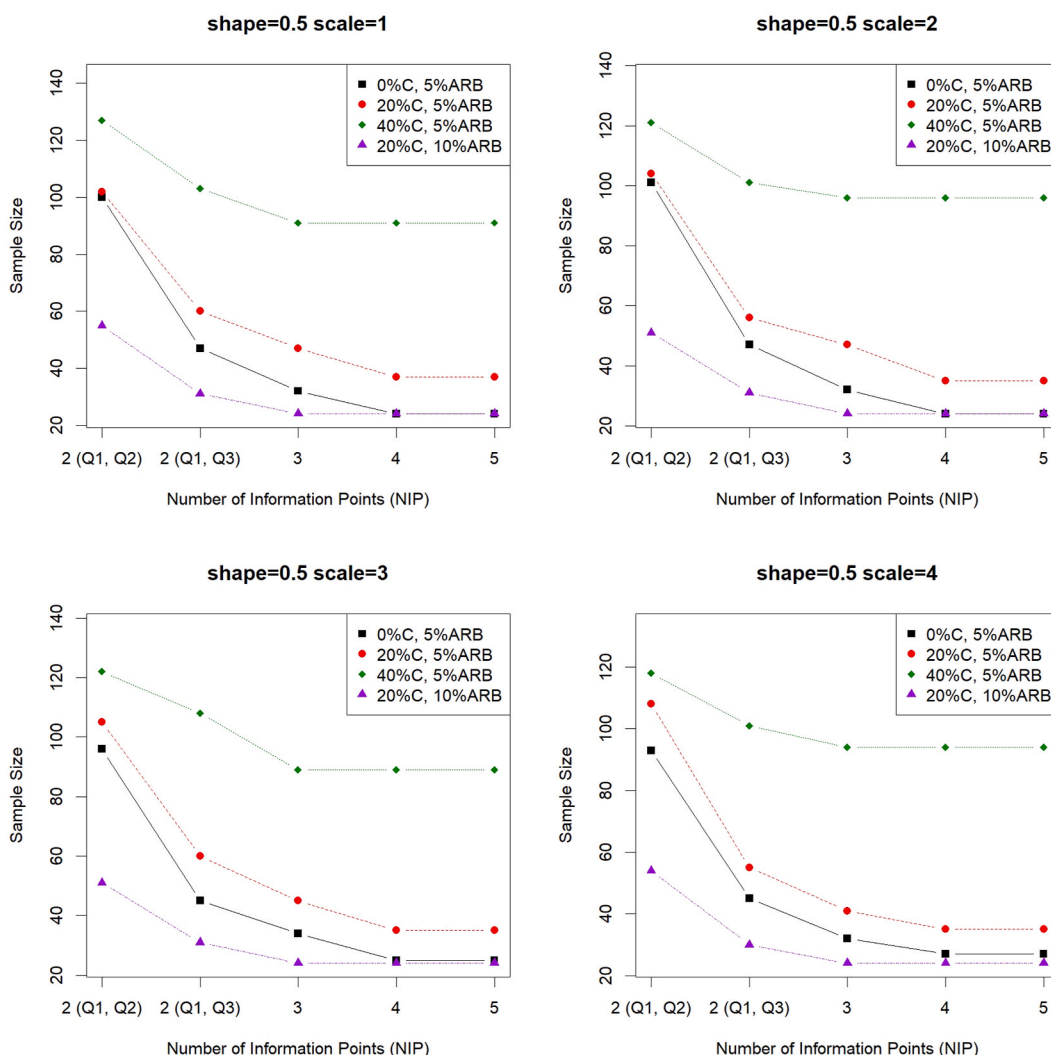 shape=0.5 scale=1
140
120
100
80
60
40
20
Sample Size
0%C, 5%ARB
20%C, 5%ARB
40%C, 5%ARB
20%C, 10%ARB
2 (Q1, Q2)
2 (Q1, Q3)
3
4
5
Number of Information Points (NIP)
shape=0.5 scale=2
140
120
100
80
60
40
20
Sample Size
0%C, 5%ARB
20%C, 5%ARB
40%C, 5%ARB
20%C, 10%ARB
2 (Q1, Q2)
2 (Q1, Q3)
3
4
5
Number of Information Points (NIP)
shape=0.5 scale=3
140
120
100
80
60
40
20
Sample Size
0%C, 5%ARB
20%C, 5%ARB
40%C, 5%ARB
20%C, 10%ARB
2 (Q1, Q2)
2 (Q1, Q3)
3
4
5
Number of Information Points (NIP)
shape=0.5 scale=4
120
100
80
60
40
20
Sample Size
0%C, 5%ARB
20%C, 5%ARB
40%C, 5%ARB
20%C, 10%ARB
2 (Q1, Q2)
2 (Q1, Q3)
3
4
5
Number of Information Points (NIP)